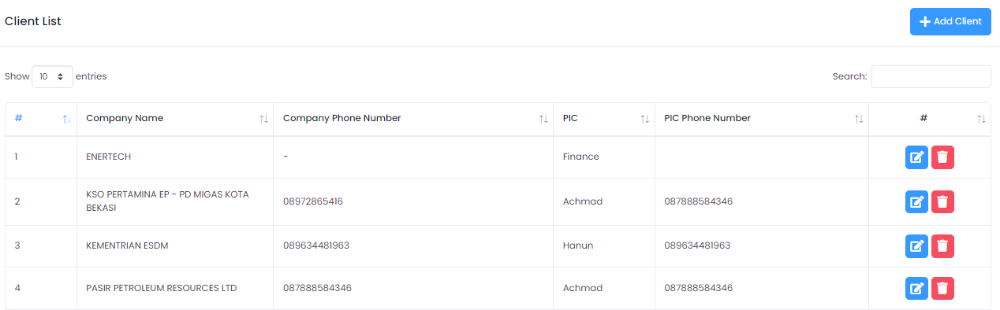 Client List
Add Client
Show 10 entries
Search:
# Company Name Company Phone Number PIC PIC Phone Number #
1 ENERTECH - Finance
2 KSO PERTAMINA EP - PD MIGAS KOTA
BEKASI 08972865416 Achmad 087888584346
3 KEMENTRIAN ESDM 089634481963 Hanun 089634481963
4 PASIR PETROLEUM RESOURCES LTD 087888584346 Achmad 087888584346